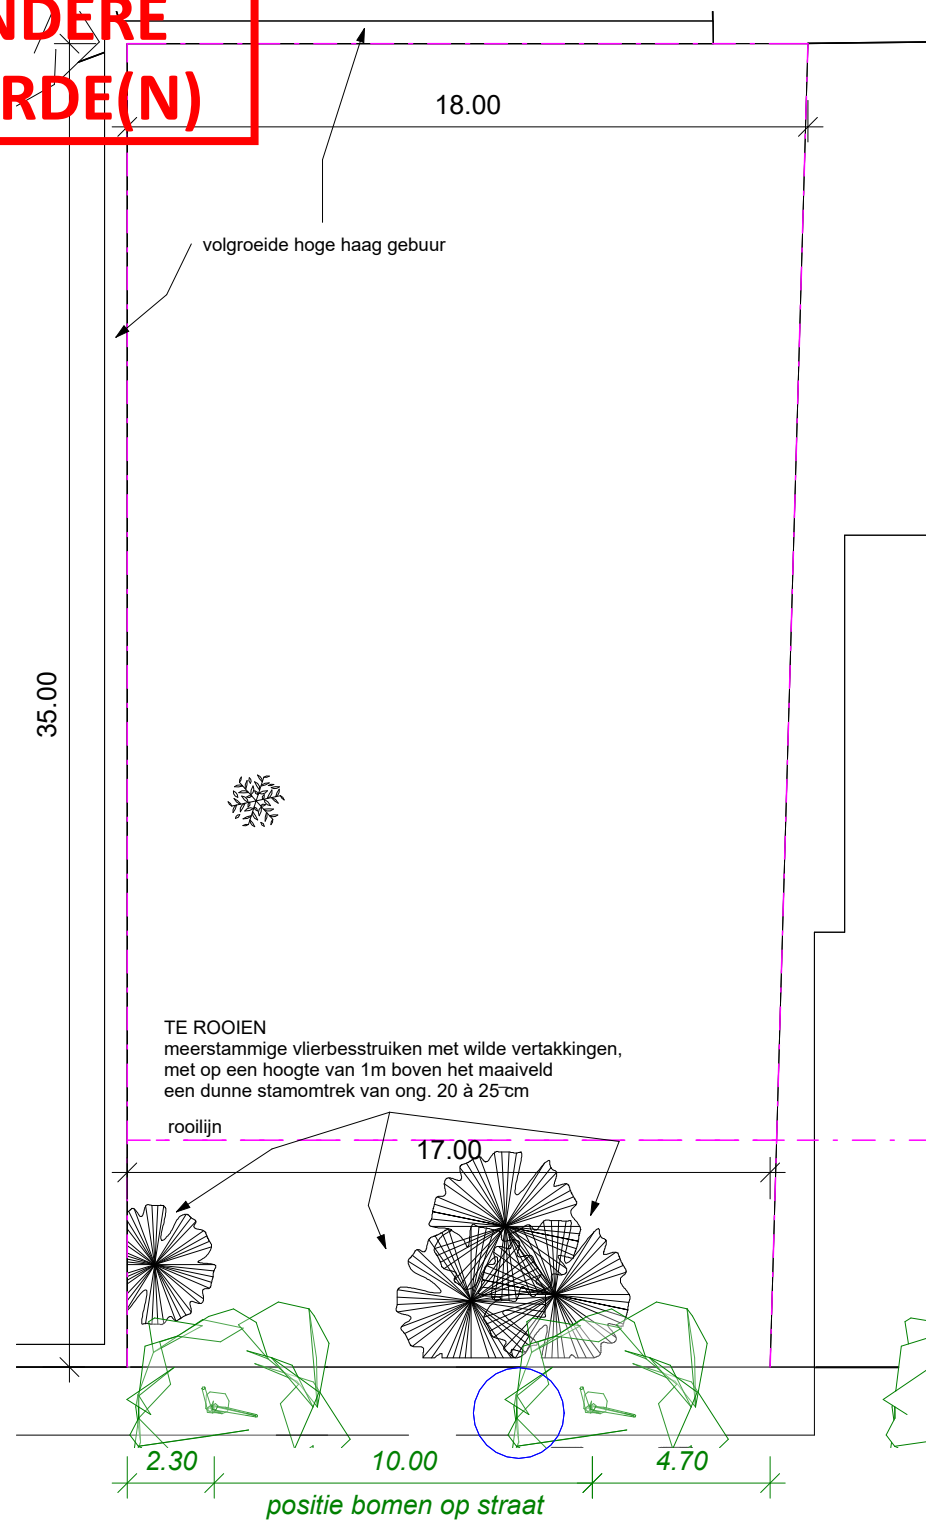 NDERE
RDE(N)
18.00
volgroeide hoge haag gebuur
35.00
TE ROOIEN
meerstammige vlierbesstruiken met wilde vertakkingen,
met op een hoogte van 1m boven het maaiveld
een dunne stamomtrek van ong. 20 à 25 cm
rooilijn
17.00
2.30 10.00 4.70
positie bomen op straat